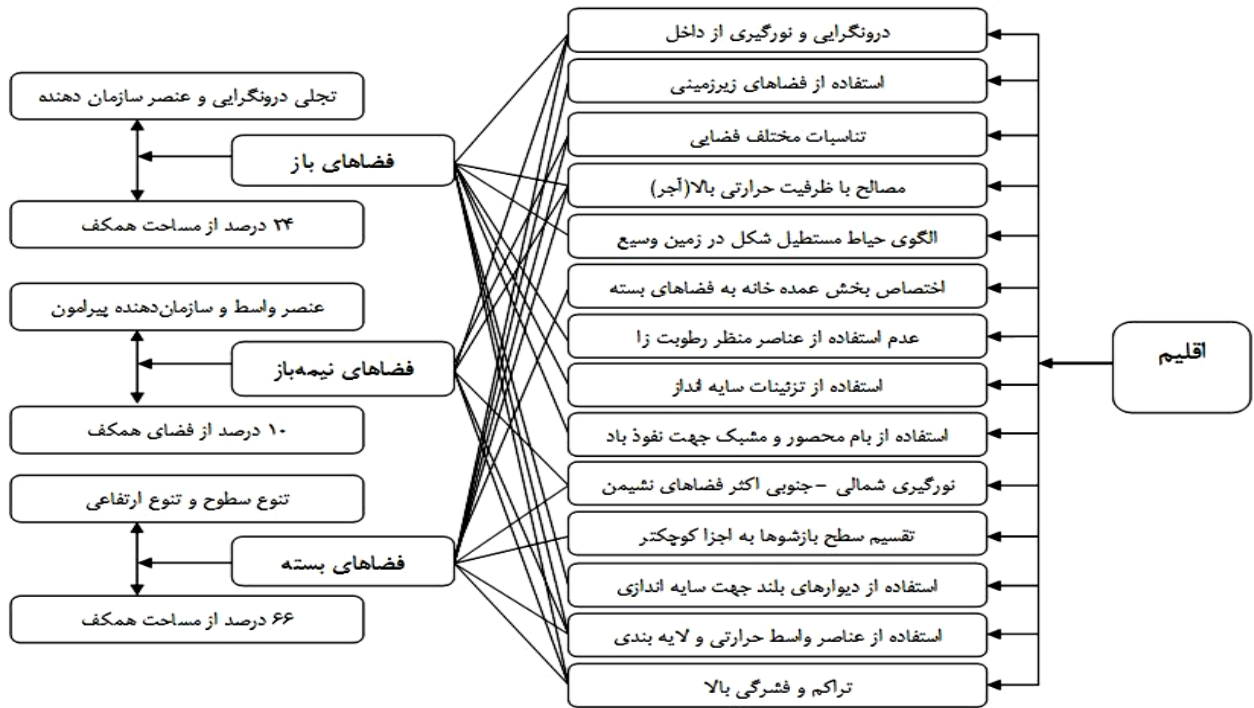 اقلیم
درونگرایی و نورگیری از داخل
استفاده از فضاهای زیرزمینی
تناسبات مختلف فضایی
مصالح با ظرفیت حرارتی بالا(آجر)
الگوی حیاط مستطیل شکل در زمین وسیع
اختصاص بخش عمده خانه به فضاهای بسته
عدم استفاده از عناصر منظر رطوبت زا
استفاده از تزئینات سایه انداز
استفاده از بام محصور و مشبک جهت نفوذ باد
نورگیری شمالی -جنوبی اکثر فضاهای نشیمن
تقسیم سطح بازشوها به اجزا کوچکتر
استفاده از دیوارهای بلند جهت سایه اندازی
استفاده از عناصر واسط حرارتی و لایه بندی
تراکم و فشرگی بالا
فضاهای باز
تجلی درونگرایی و عنصر سازمان دهنده
۲۴ درصد از مساحت همکف
فضاهای نیمه‌باز
عنصر واسط و سازمان‌دهنده پیرامون
۱۰ درصد از فضای همکف
فضاهای بسته
تنوع سطوح و تنوع ارتفاعی
۶۶ درصد از مساحت همکف